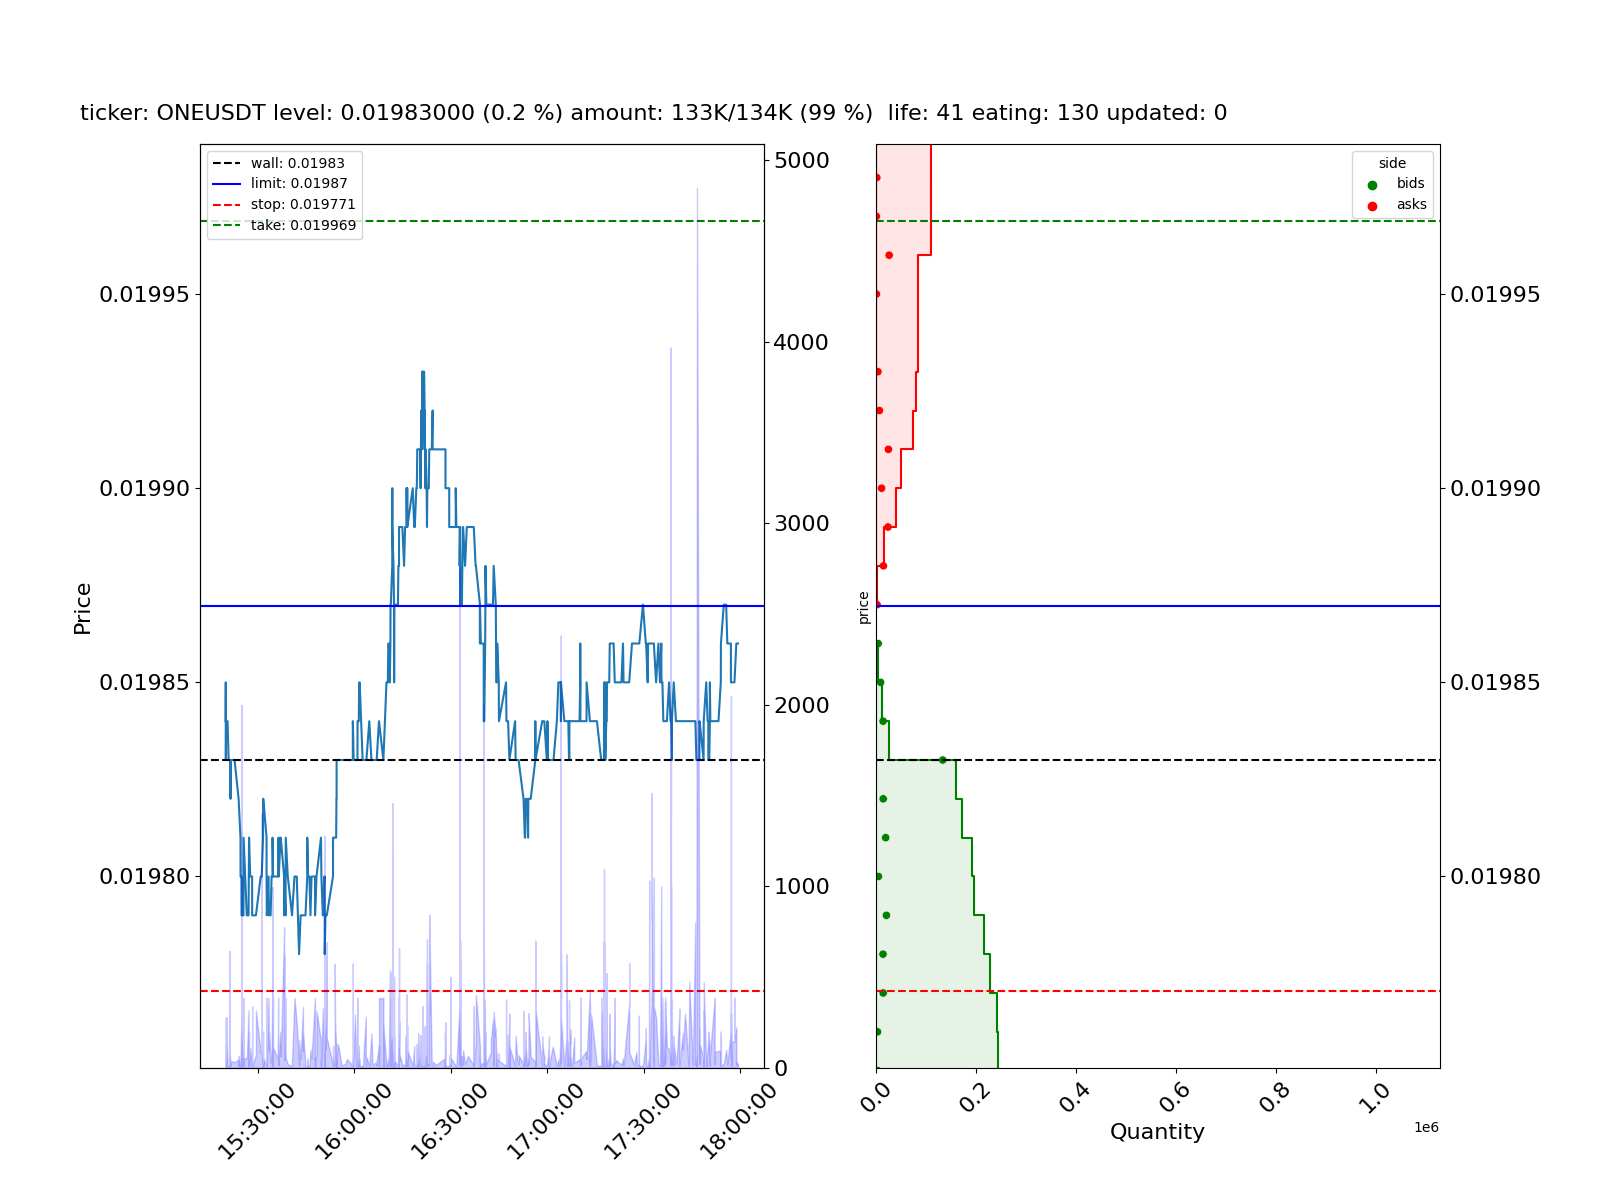 ticker: ONEUSDT level: 0.01983000 (0.2 %) amount: 133K/134K (99 %)  life: 41 eating: 130 updated: 0
wall: 0.01983
limit: 0.01987
stop: 0.019771
take: 0.019969
Price
0.01995
0.01990
0.01985
0.01980
5000
4000
3000
2000
1000
0
15:30:00
16:00:00
16:30:00
17:00:00
17:30:00
18:00:00
side
bids
asks
price
0.01995
0.01990
0.01985
0.01980
0.0
0.2
0.4
0.6
0.8
1.0
1e6
Quantity